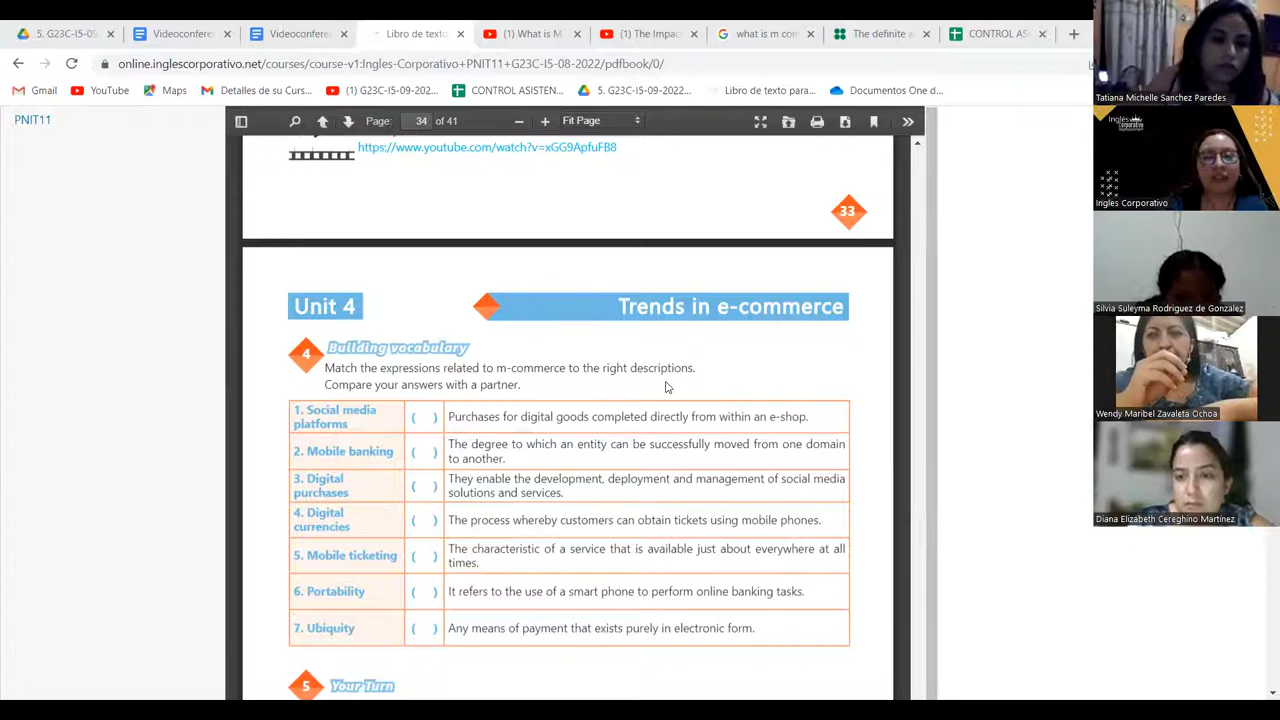 5. G23C-I5-09-
Videoconferen
Videoconferen
Libro de texto
(1) What is M
(1) The Impac
what is m com
The definite a
CONTROL AS
online.inglescorporativo.net/courses/course-v1:Ingles-Corporativo+PNIT11+G23C-I5-08-2022/pdfbook/0/
Gmail
YouTube
Maps
Detalles de su Curs...
(1) G23C-I5-09-202...
CONTROL ASISTEN...
5. G23C-I5-09-2022...
Libro de texto para...
Documentos One d...
PNIT11
Page: 34 of 41
Fit Page
https://www.youtube.com/watch?v=xGG9ApfuFB8
33
Unit 4
Trends in e-commerce
4 Building vocabulary
Match the expressions related to m-commerce to the right descriptions.
Compare your answers with a partner.
1. Social media platforms ( ) Purchases for digital goods completed directly from within an e-shop.
2. Mobile banking ( ) The degree to which an entity can be successfully moved from one domain
to another.
3. Digital purchases ( ) They enable the development, deployment and management of social media
solutions and services.
4. Digital currencies ( ) The process whereby customers can obtain tickets using mobile phones.
5. Mobile ticketing ( ) The characteristic of a service that is available just about everywhere at all
times.
6. Portability ( ) It refers to the use of a smart phone to perform online banking tasks.
7. Ubiquity ( ) Any means of payment that exists purely in electronic form.
5 Your Turn
Tatiana Michelle Sanchez Paredes
Inglés
Corporativo
Ingles Corporativo
Silvia Suleyma Rodriguez de Gonzalez
Wendy Maribel Zavaleta Ochoa
Diana Elizabeth Cereghino Martínez